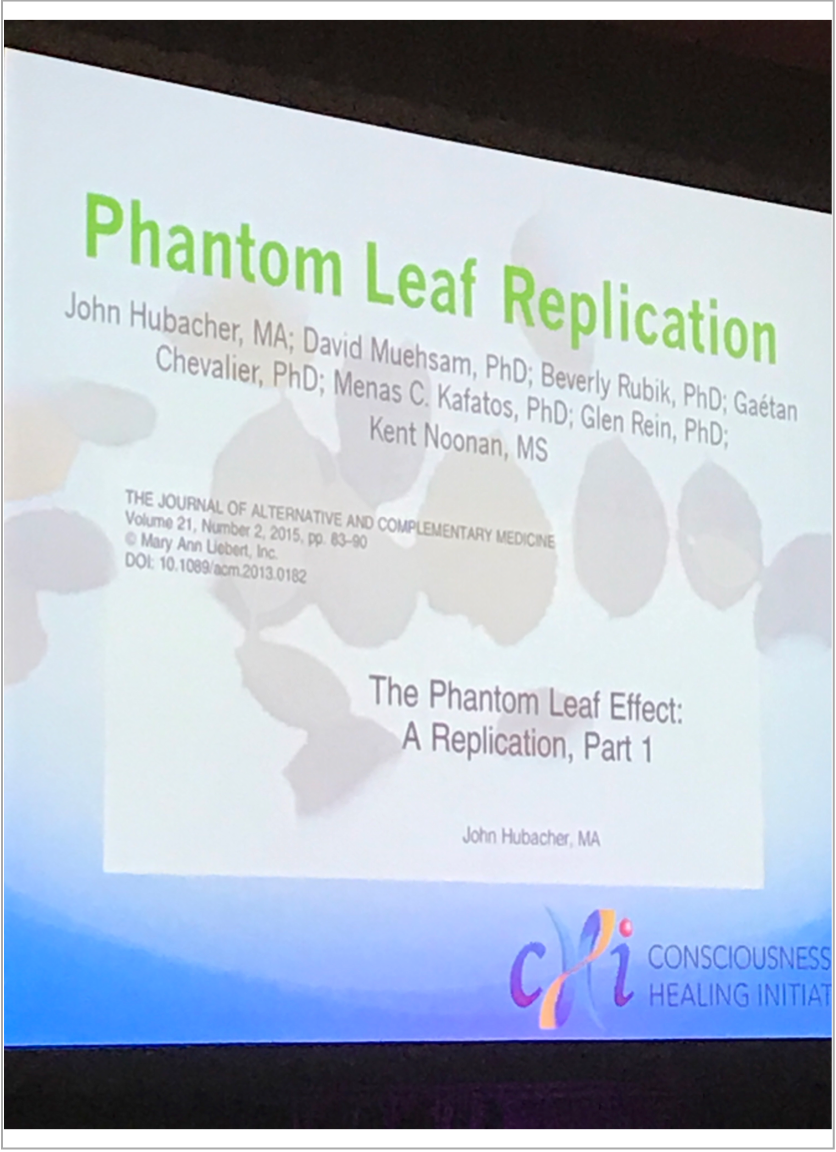 Phantom Leaf Replication
John Hubacher, MA; David Muehsam, PhD; Beverly Rubik, PhD; Gaétan
Chevalier, PhD; Menas C. Kafatos, PhD; Glen Rein, PhD;
Kent Noonan, MS
THE JOURNAL OF ALTERNATIVE AND COMPLEMENTARY MEDICINE
Volume 21, Number 2, 2015, pp. 83–90
© Mary Ann Liebert, Inc.
DOI: 10.1089/acm.2013.0182
The Phantom Leaf Effect:
A Replication, Part 1
John Hubacher, MA
cHi
CONSCIOUSNESS
HEALING INITIAT